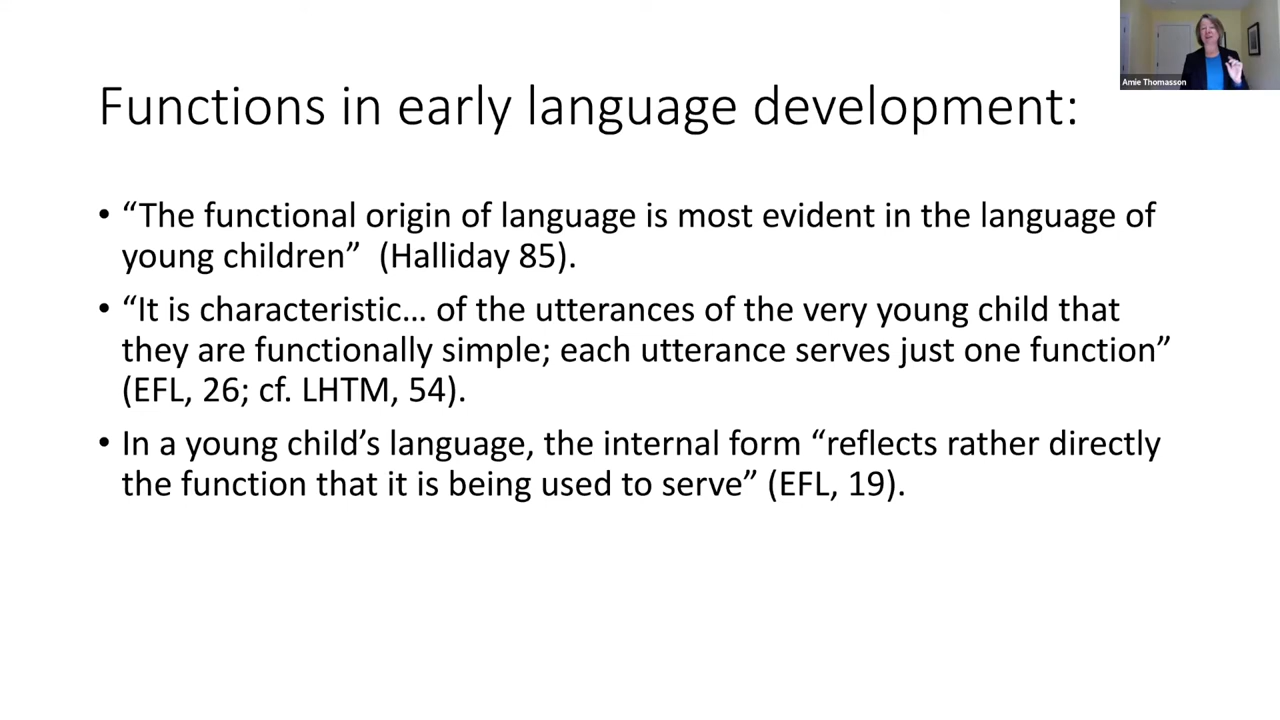 Amie Thomasson
Functions in early language development:
• “The functional origin of language is most evident in the language of
young children”  (Halliday 85).
• “It is characteristic… of the utterances of the very young child that
they are functionally simple; each utterance serves just one function”
(EFL, 26; cf. LHTM, 54).
• In a young child’s language, the internal form “reflects rather directly
the function that it is being used to serve” (EFL, 19).